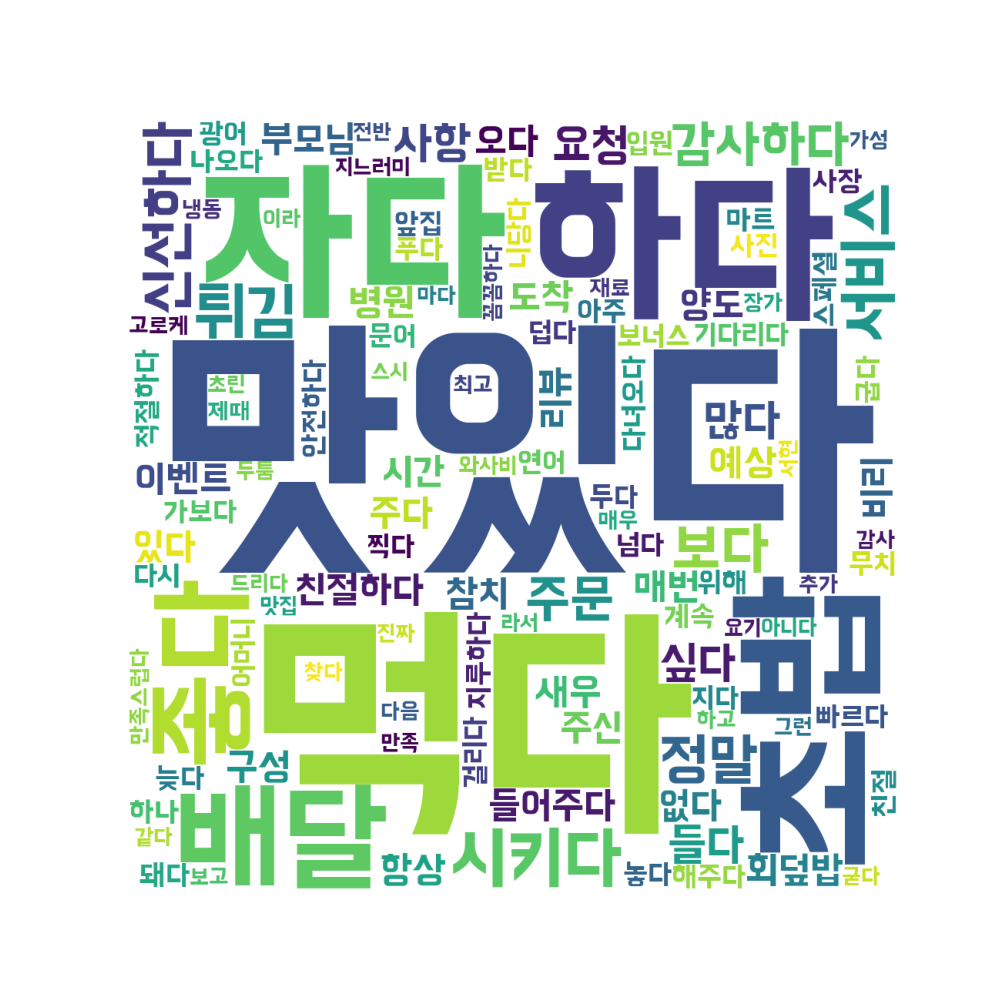 신선하다
광어
부모님
전반
사항
오다
요청
입원
감사하다
가성
나오다
지느러미
받다
사장
냉동
자다
이라
앞집
푸다
니당다
하다
마트
사진
서비스
스페셜
튀김
병원
마다
꼼꼼하다
도착
재료
아주
양도
장가
고로케
문어
덥다
보너스
기다리다
적절하다
초린
제때
안전하다
스시
맛있다
최고
리뷰
다녀오다
많다
굽다
이벤트
두툼
시간
와사비
연어
예상
서현
비리
가보다
주다
두다
매우
있다
찍다
넘다
보다
감사
무치
다시
드리다
친절하다
참치
주문
매번
위해
추가
맛집
좋다
어머니
진짜
지루하다
라서
계속
요기
아니다
초밥
먹다
찾다
싶다
만족스럽다
다음
새우
지다
주신
하고
그런
빠르다
만족
걸리다
늦다
구성
정말
친절
하나
배달
들어주다
없다
같다
시키다
들다
돼다
보고
항상
놓다
해주다
회덮밥
굳다